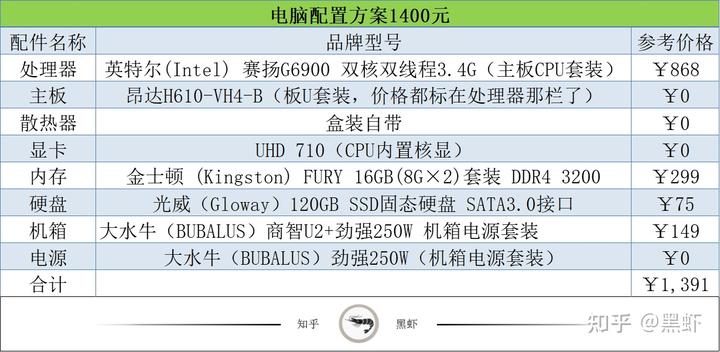 电脑配置方案1400元
配件名称 品牌型号 参考价格
处理器 英特尔(Intel) 赛扬G6900 双核双线程3.4G（主板CPU套装） ￥868
主板 昂达H610-VH4-B（板U套装，价格都标在处理器那栏了） ￥0
散热器 盒装自带 ￥0
显卡 UHD 710（CPU内置核显） ￥0
内存 金士顿 (Kingston) FURY 16GB(8G×2)套装 DDR4 3200 ￥299
硬盘 光威（Gloway）120GB SSD固态硬盘 SATA3.0接口 ￥75
机箱 大水牛（BUBALUS）商智U2+劲强250W 机箱电源套装 ￥149
电源 大水牛（BUBALUS）劲强250W（机箱电源套装） ￥0
合计 ￥1,391
知乎 黑虾
知乎 @黑虾